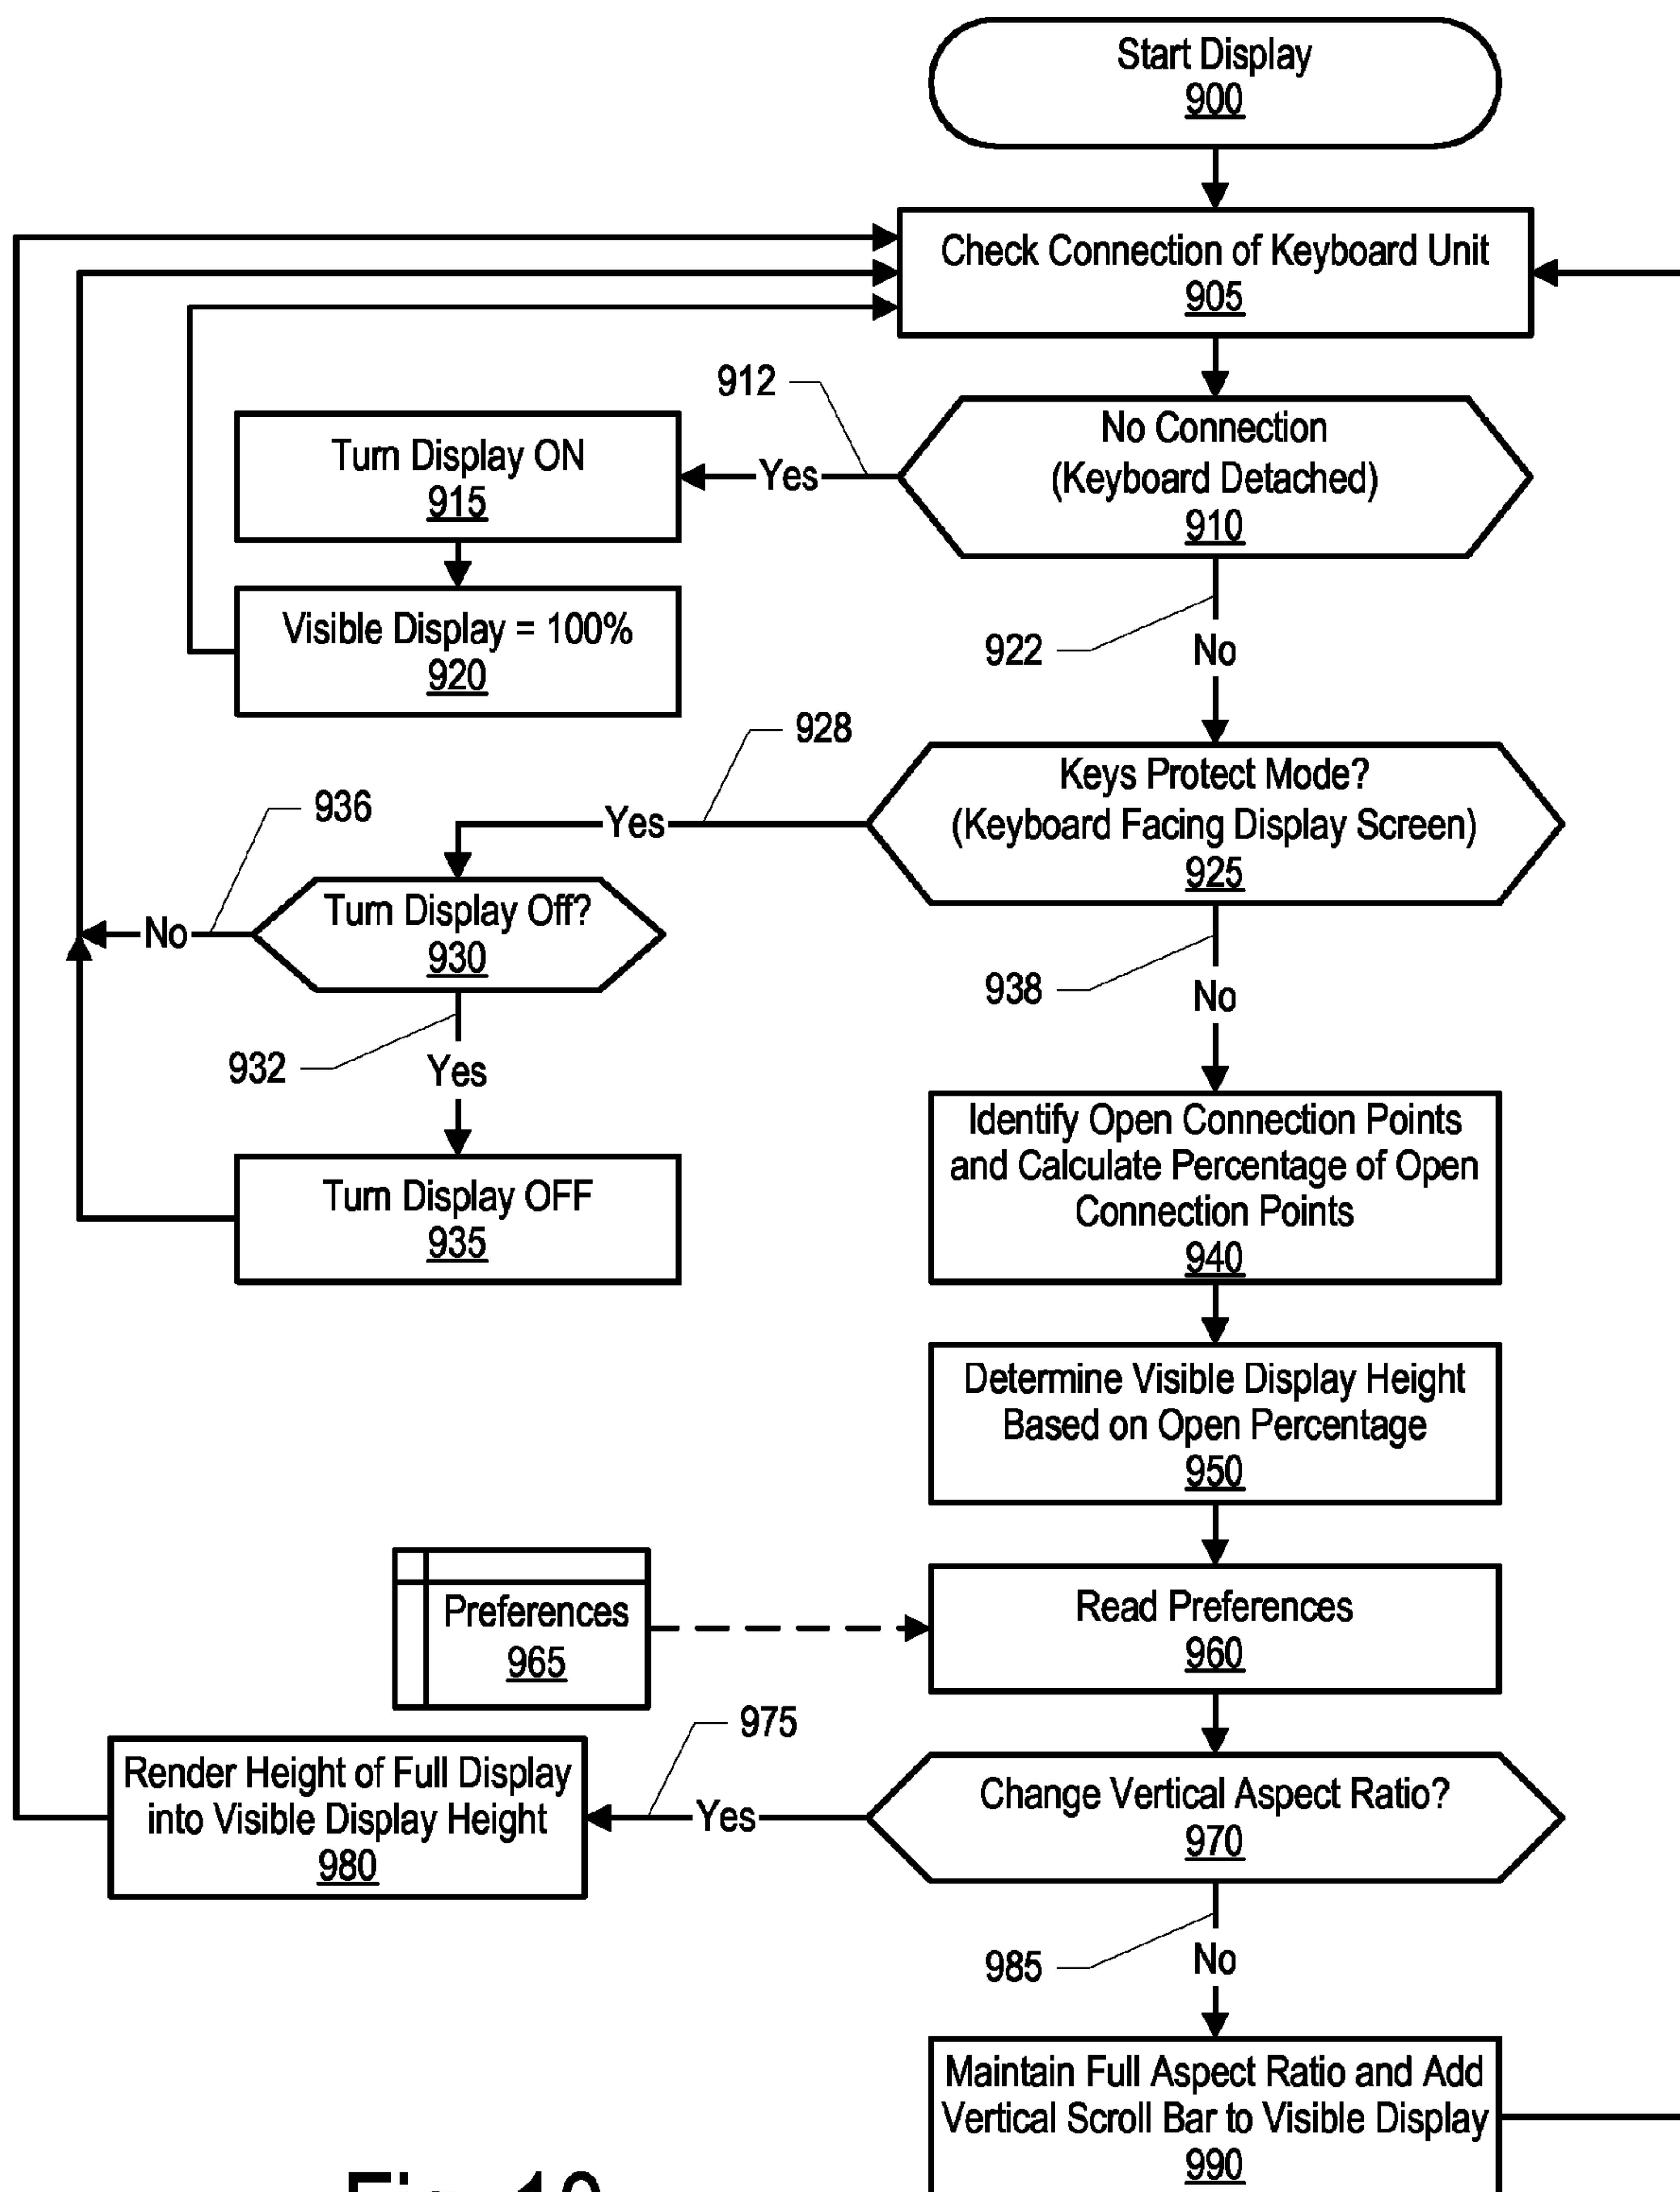 Start Display
900
Check Connection of Keyboard Unit
905
912
No Connection
(Keyboard Detached)
910
Yes
Turn Display ON
915
Visible Display = 100%
920
922
No
928
Keys Protect Mode?
(Keyboard Facing Display Screen)
925
Yes
936
Turn Display Off?
930
No
932
Yes
Turn Display OFF
935
938
No
Identify Open Connection Points
and Calculate Percentage of Open
Connection Points
940
Determine Visible Display Height
Based on Open Percentage
950
Preferences
965
Read Preferences
960
975
Change Vertical Aspect Ratio?
970
Yes
Render Height of Full Display
into Visible Display Height
980
985
No
Maintain Full Aspect Ratio and Add
Vertical Scroll Bar to Visible Display
990